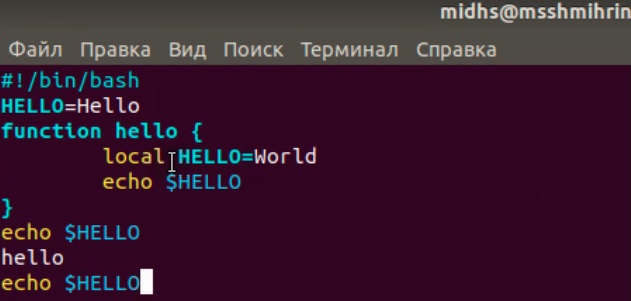 midhs@msshmihrin
Файл Правка Вид Поиск Терминал Справка
#!/bin/bash
HELLO=Hello
function hello {
        local HELLO=World
        echo $HELLO
}
echo $HELLO
hello
echo $HELLO